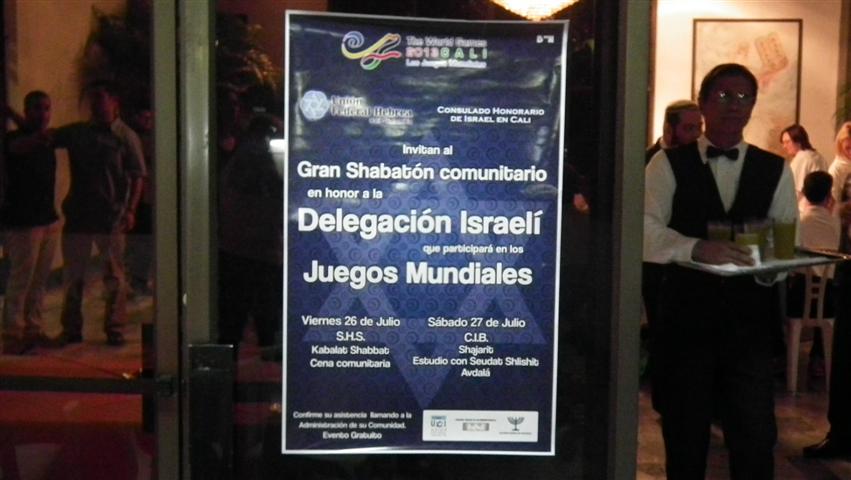 The World Games
2013 CALI
Los Juegos Mundiales
Unión
Federal Hebrea
CONSULADO HONORARIO
DE ISRAEL EN CALI
Invitan al
Gran Shabatón comunitario
en honor a la
Delegación Israelí
que participará en los
Juegos Mundiales
Viernes 26 de Julio
S.H.S.
Kabalat Shabbat
Cena comunitaria
Sábado 27 de Julio
C.I.B.
Shajarit
Estudio con Seudat Shlishit
Avdalá
Confirme su asistencia llamando a la
Administración de su Comunidad.
Evento Gratuito